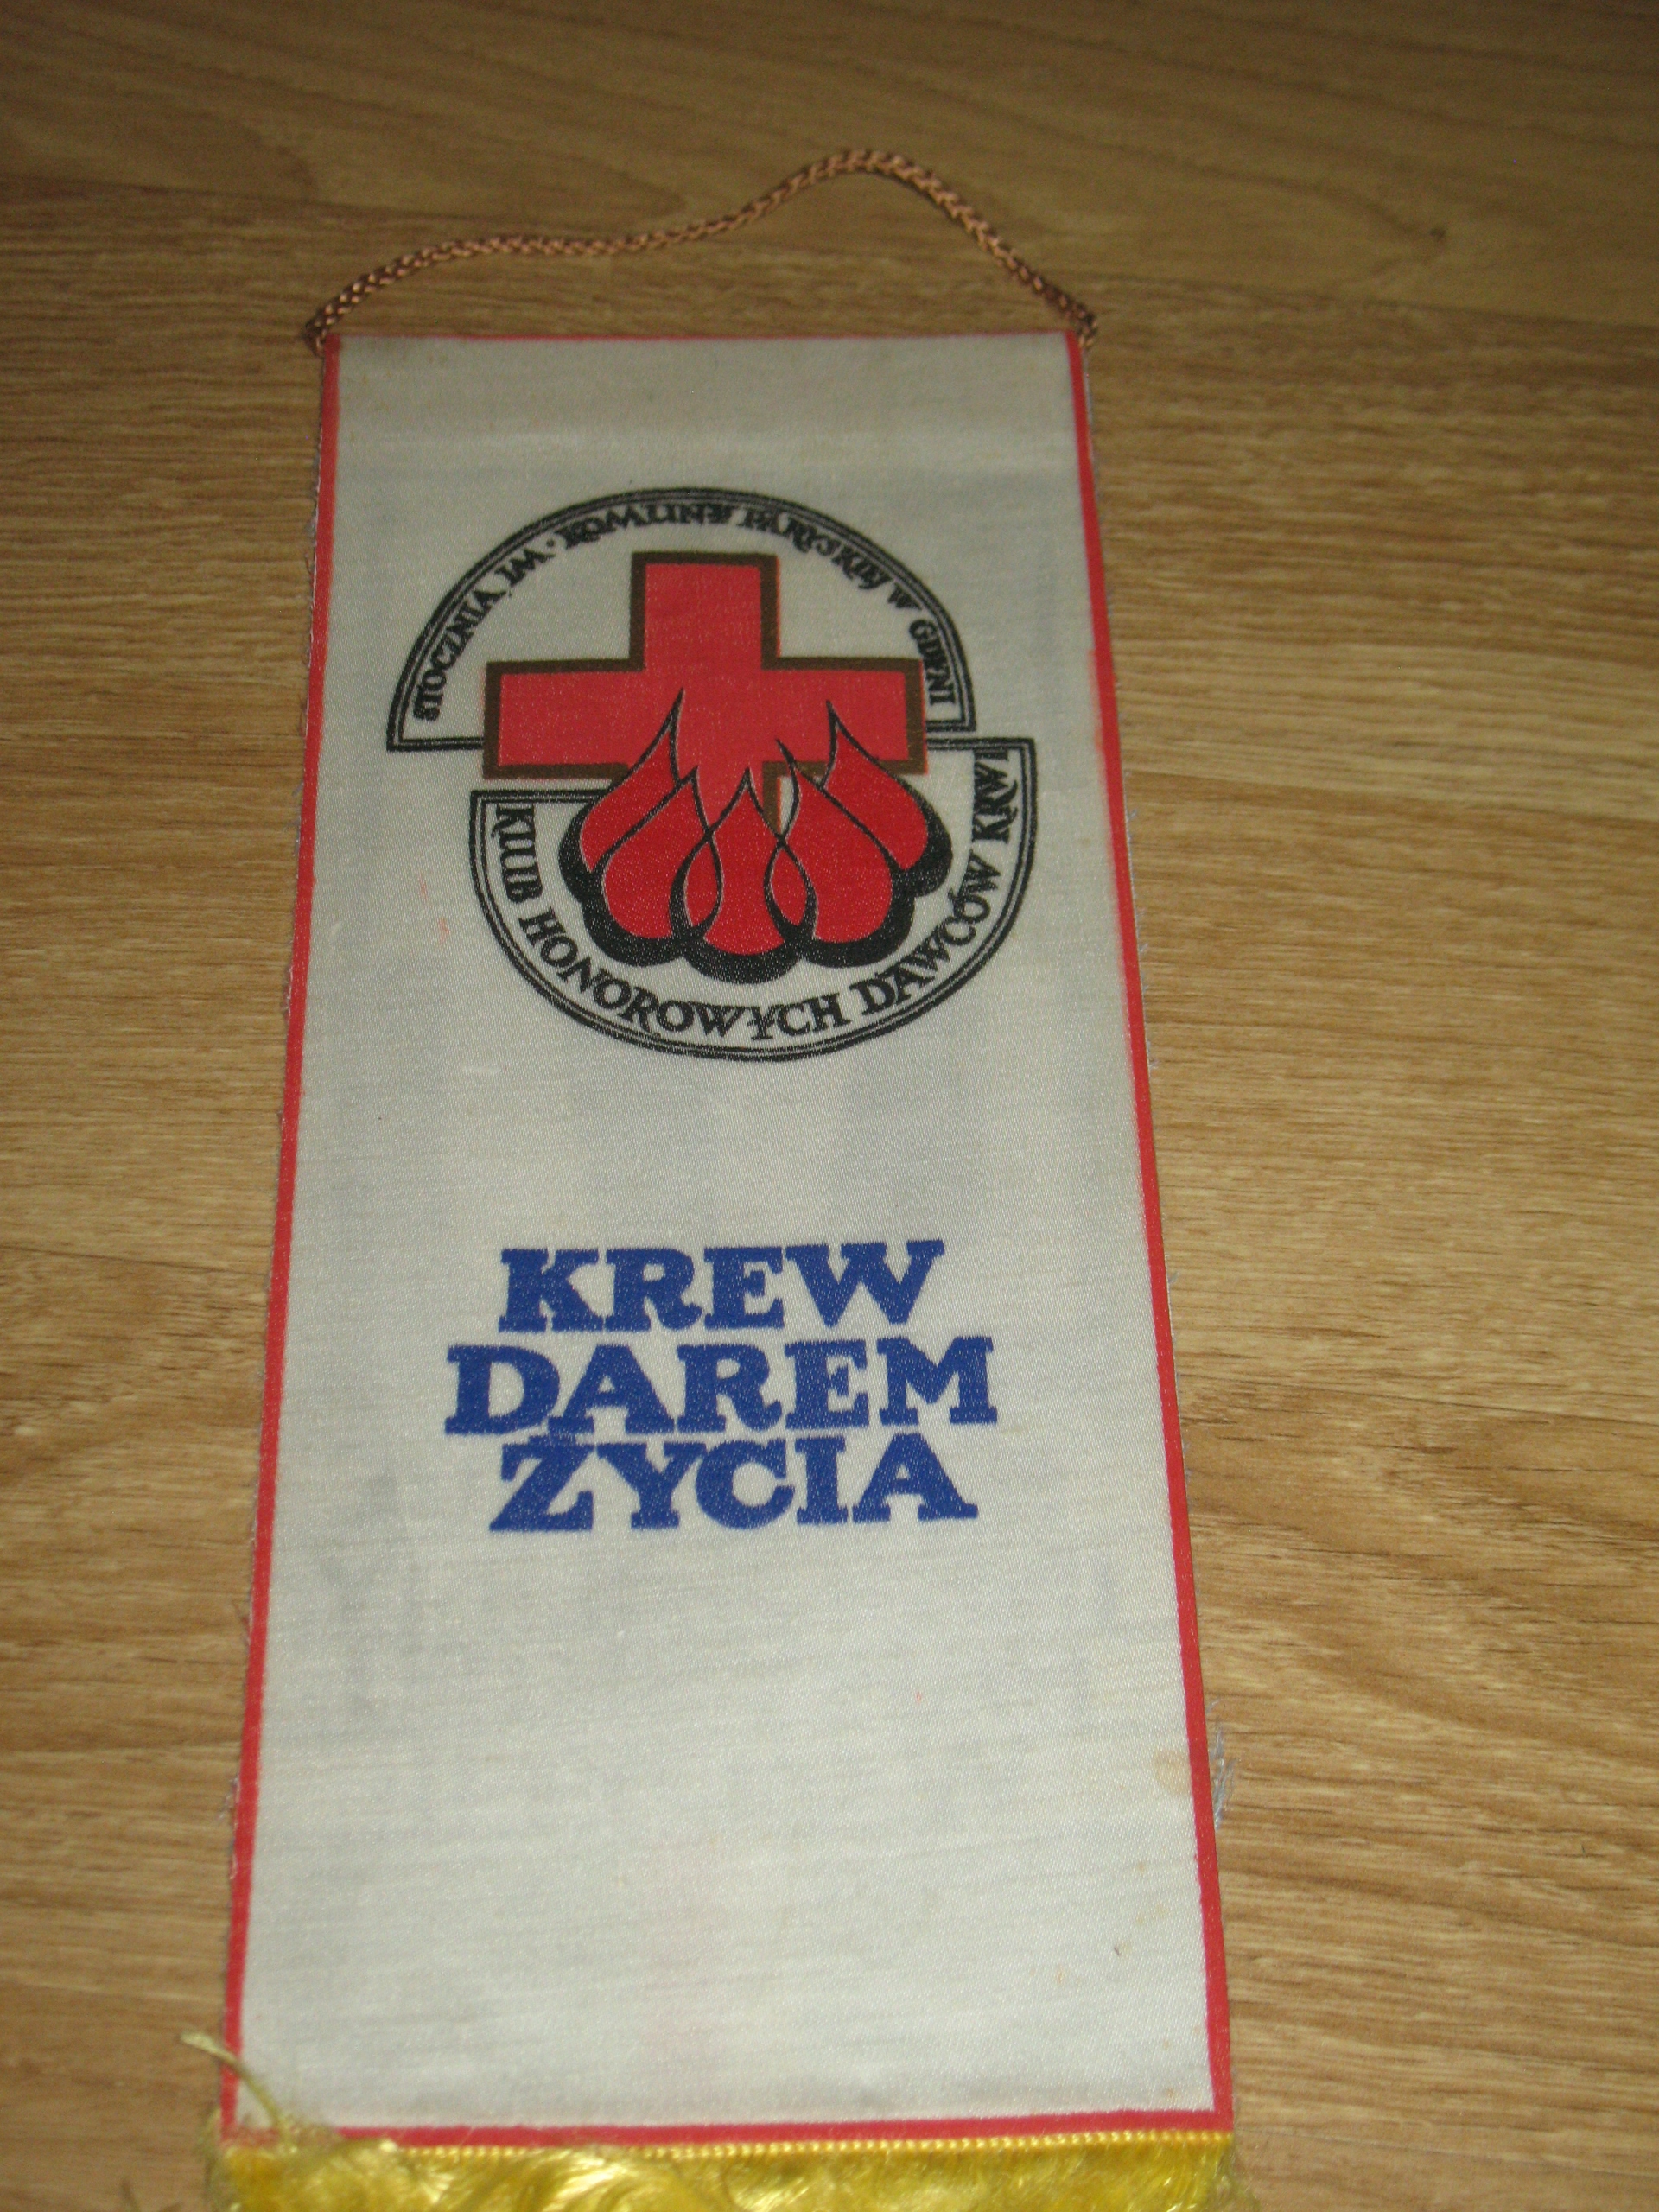 STOCZNIA IM. KOMUNY PARYSKIEJ W GDYNI
KLUB HONOROWYCH DAWCÓW KRWI
KREW
DAREM
ŻYCIA